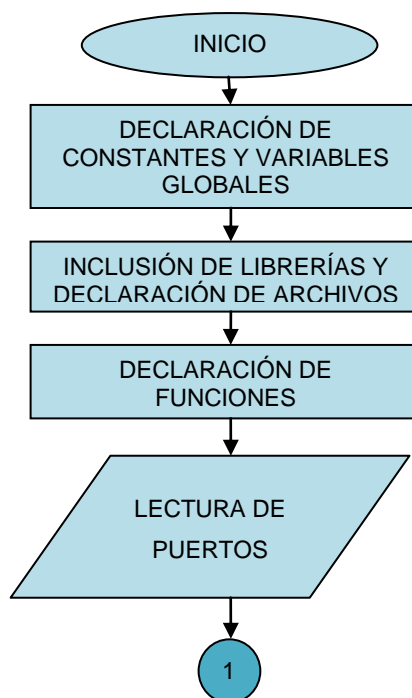 INICIO
DECLARACIÓN DE
CONSTANTES Y VARIABLES
GLOBALES
INCLUSIÓN DE LIBRERÍAS Y
DECLARACIÓN DE ARCHIVOS
DECLARACIÓN DE
FUNCIONES
LECTURA DE
PUERTOS
1